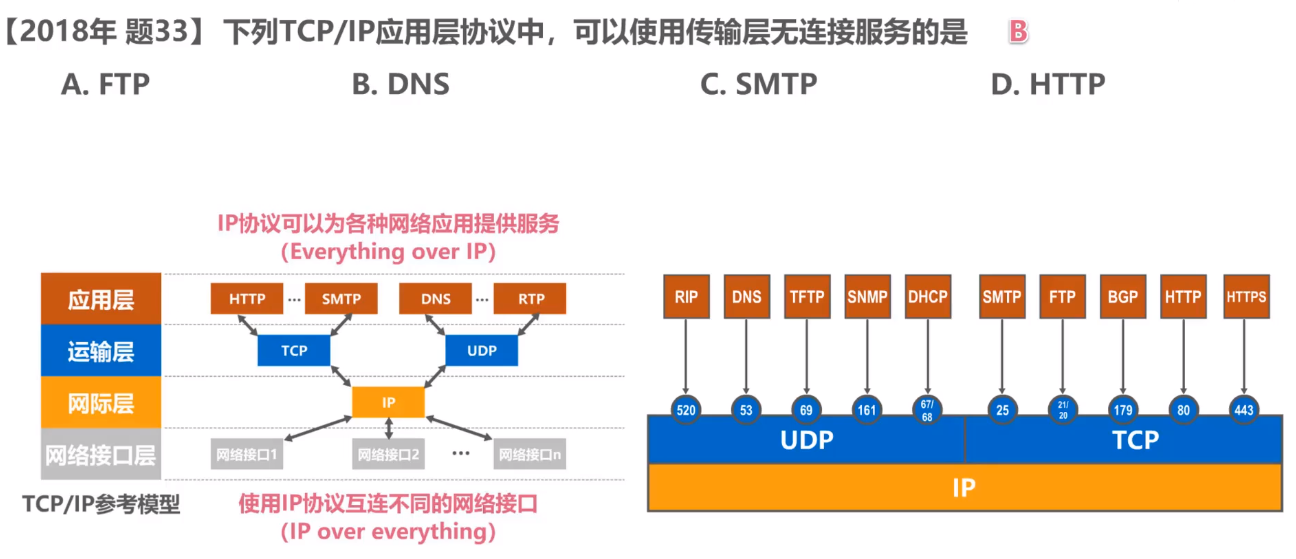 【2018年 题33】下列TCP/IP应用层协议中，可以使用传输层无连接服务的是 B
A. FTP B. DNS C. SMTP D. HTTP
IP协议可以为各种网络应用提供服务
（Everything over IP）
应用层 HTTP ··· SMTP DNS ··· RTP
运输层 TCP UDP
网际层 IP
网络接口层 网络接口1 网络接口2 ··· 网络接口n
TCP/IP参考模型
使用IP协议互连不同的网络接口
（IP over everything）
RIP DNS TFTP SNMP DHCP SMTP FTP BGP HTTP HTTPS
520 53 69 161 67/68 25 21/20 179 80 443
UDP TCP
IP